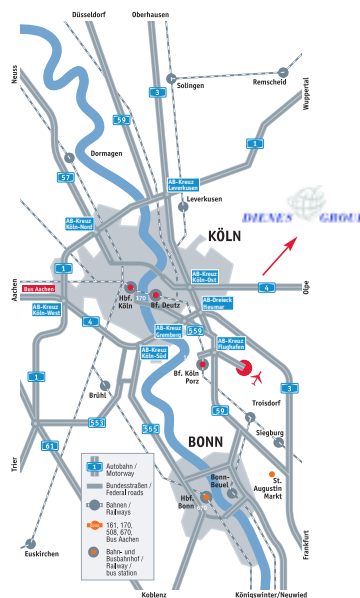 Düsseldorf
Oberhausen
Neuss
Solingen
Remscheid
Wuppertal
3
59
1
Dormagen
57
AB-Kreuz
Leverkusen
Leverkusen
AB-Kreuz
Köln-Nord
DIENES GROUP
KÖLN
1
AB-Kreuz
Köln-Ost
4
Olpe
Aachen
Bus Aachen
Hbf.
Köln
170
Bf. Deutz
AB-Kreuz
Köln-West
AB-Dreieck
Heumar
4
AB-Kreuz
Gremberg
559
AB-Kreuz
Flughafen
AB-Kreuz
Köln-Süd
Bf. Köln
Porz
1
3
Brühl
59
Troisdorf
553
555
Siegburg
61
BONN
Trier
1
Autobahn /
Motorway
Bundesstraßen /
Federal roads
Bahnen /
Railways
161, 170,
508, 670,
Bus Aachen
Bahn- und
Busbahnhof /
Railway /
bus station
Bonn-
Beuel
Hbf.
Bonn
670
St.
Augustin
Markt
Euskirchen
Frankfurt
Koblenz
Königswinter/Neuwied